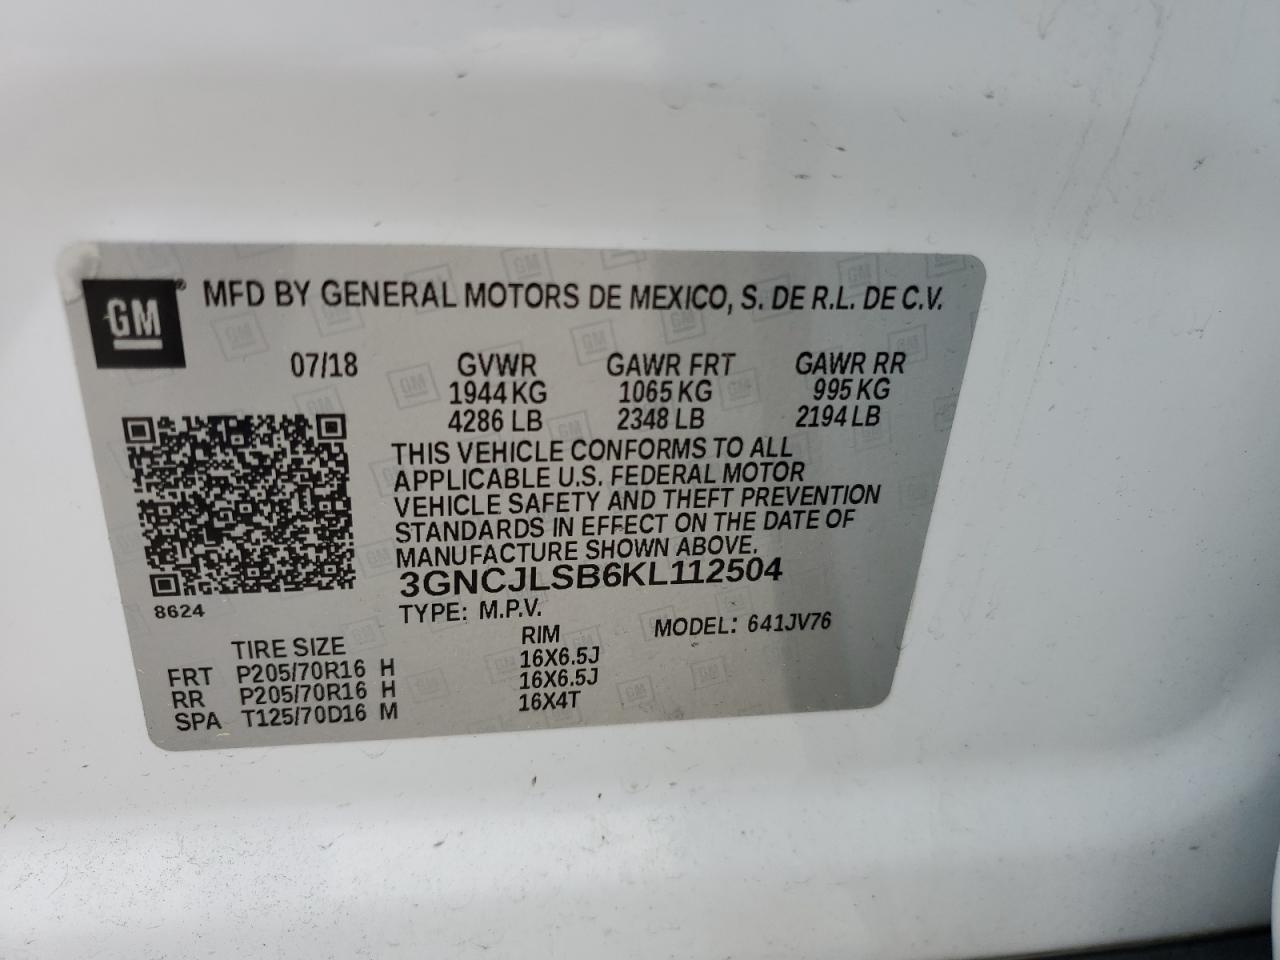 GM® MFD BY GENERAL MOTORS DE MEXICO, S. DE R.L. DE C.V.
07/18 GVWR GAWR FRT GAWR RR
1944 KG 1065 KG 995 KG
4286 LB 2348 LB 2194 LB
THIS VEHICLE CONFORMS TO ALL
APPLICABLE U.S. FEDERAL MOTOR
VEHICLE SAFETY AND THEFT PREVENTION
STANDARDS IN EFFECT ON THE DATE OF
MANUFACTURE SHOWN ABOVE.
3GNCJLSB6KL112504
8624 TYPE: M.P.V. MODEL: 641JV76
TIRE SIZE RIM
FRT P205/70R16 H 16X6.5J
RR P205/70R16 H 16X6.5J
SPA T125/70D16 M 16X4T